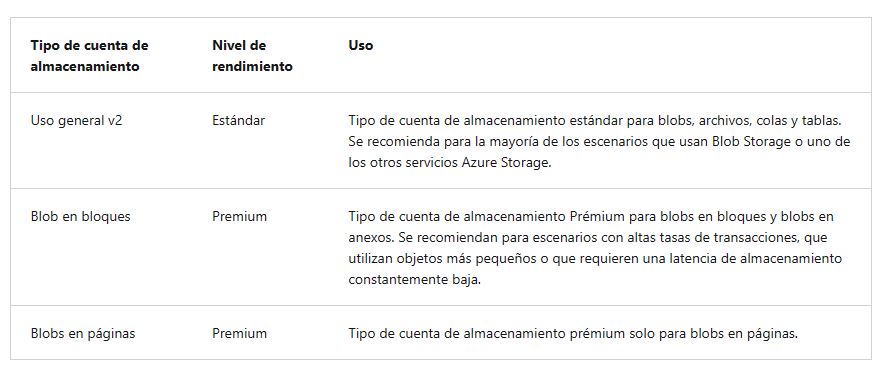 Tipo de cuenta de almacenamiento
Nivel de rendimiento
Uso
Uso general v2
Estándar
Tipo de cuenta de almacenamiento estándar para blobs, archivos, colas y tablas.
Se recomienda para la mayoría de los escenarios que usan Blob Storage o uno de
los otros servicios Azure Storage.
Blob en bloques
Premium
Tipo de cuenta de almacenamiento Prémium para blobs en bloques y blobs en
anexos. Se recomiendan para escenarios con altas tasas de transacciones, que
utilizan objetos más pequeños o que requieren una latencia de almacenamiento
constantemente baja.
Blobs en páginas
Premium
Tipo de cuenta de almacenamiento prémium solo para blobs en páginas.